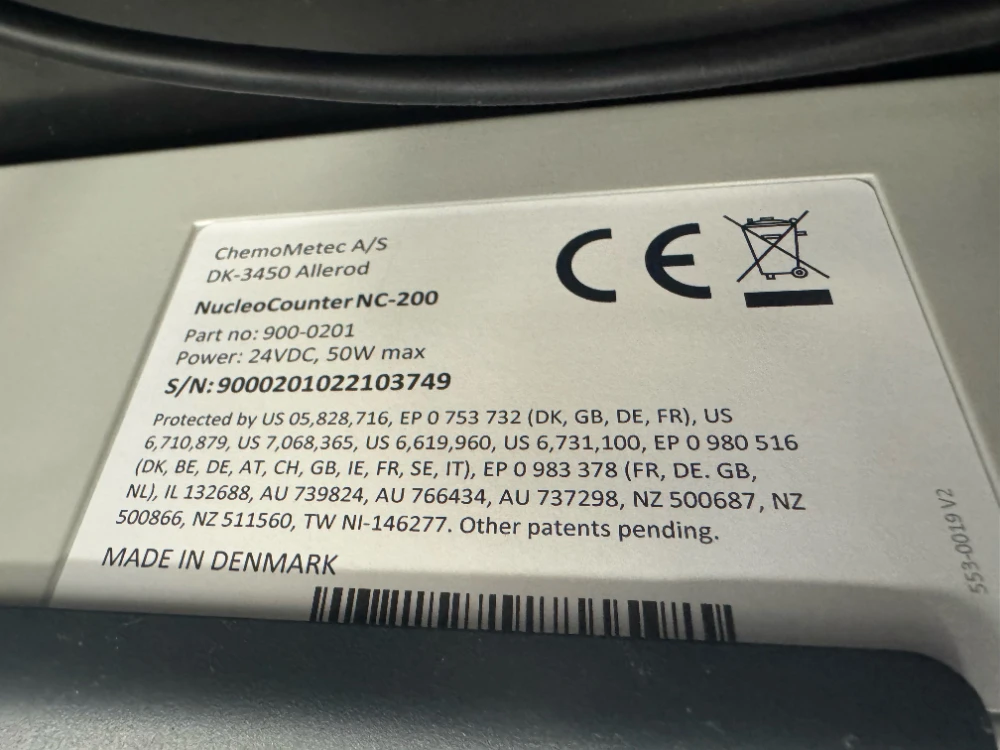 ChemoMetec A/S
DK-3450 Allerod
NucleoCounter NC-200
Part no: 900-0201
Power: 24VDC, 50W max
S/N: 9000201022103749
Protected by US 05,828,716, EP 0 753 732 (DK, GB, DE, FR), US
6,710,879, US 7,068,365, US 6,619,960, US 6,731,100, EP 0 980 516
(DK, BE, DE, AT, CH, GB, IE, FR, SE, IT), EP 0 983 378 (FR, DE. GB,
NL), IL 132688, AU 739824, AU 766434, AU 737298, NZ 500687, NZ
500866, NZ 511560, TW NI-146277. Other patents pending.
MADE IN DENMARK
CE
553-0019 V2